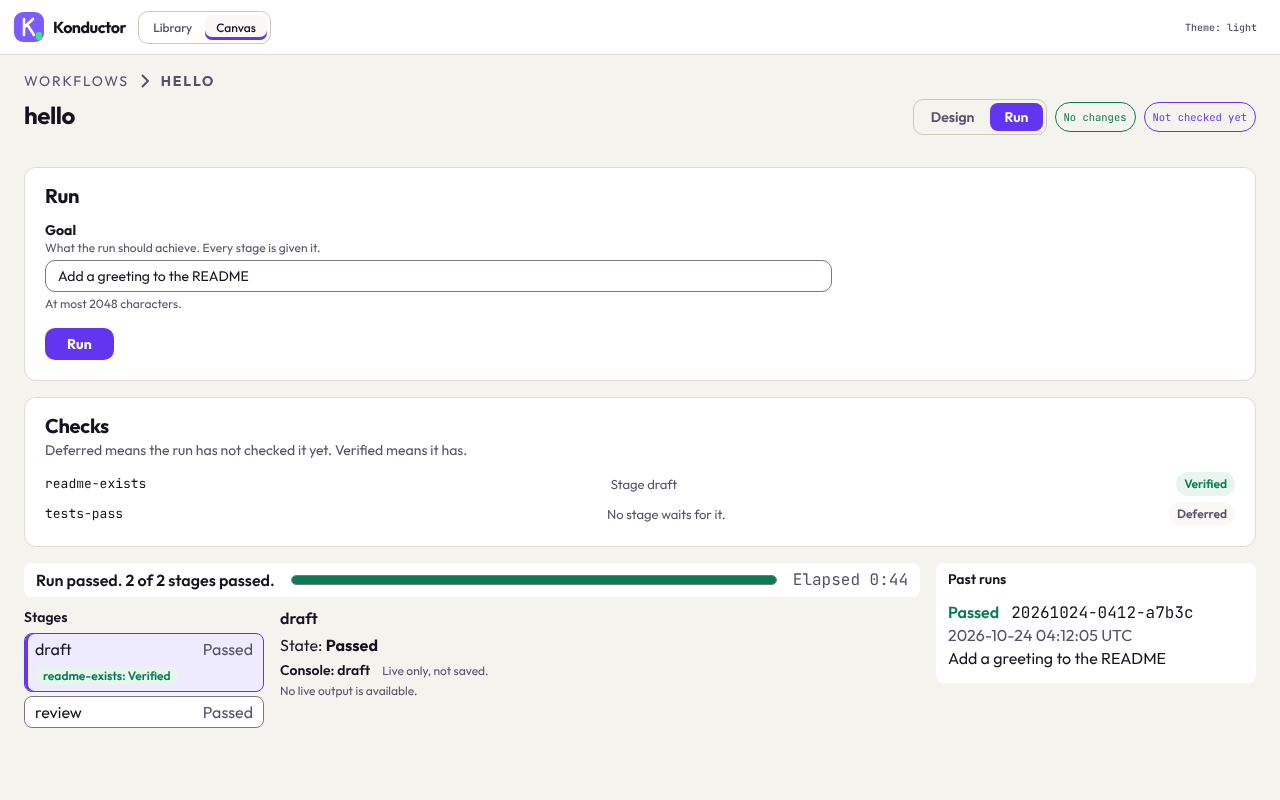 Konductor
Library
Canvas
Theme: light
WORKFLOWS > HELLO
hello
Design
Run
No changes
Not checked yet
Run
Goal
What the run should achieve. Every stage is given it.
Add a greeting to the README
At most 2048 characters.
Run
Checks
Deferred means the run has not checked it yet. Verified means it has.
readme-exists Stage draft Verified
tests-pass No stage waits for it. Deferred
Run passed. 2 of 2 stages passed. Elapsed 0:44
Stages
draft Passed
readme-exists: Verified
review Passed
draft
State: Passed
Console: draft Live only, not saved.
No live output is available.
Past runs
Passed 20261024-0412-a7b3c
2026-10-24 04:12:05 UTC
Add a greeting to the README